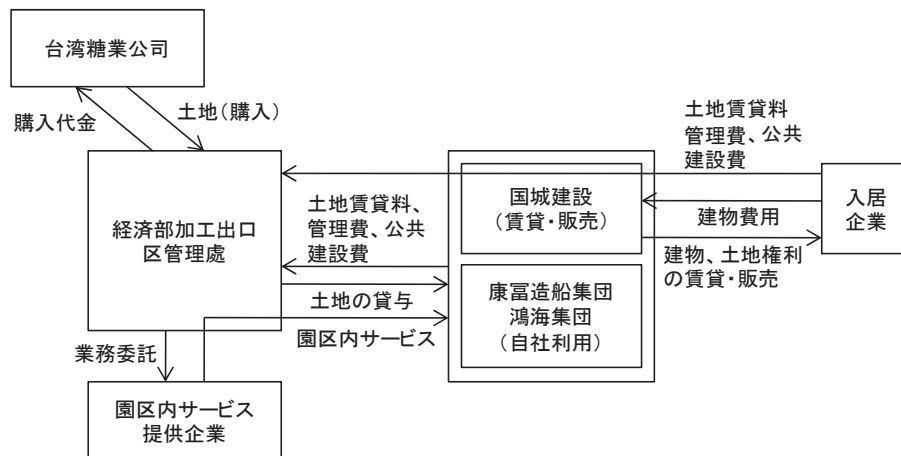 台湾糖業公司
土地（購入）
購入代金
経済部加工出口
区管理處
土地賃貸料、
管理費、公共
建設費
土地の貸与
園区内サービス
業務委託
園区内サービス
提供企業
国城建設
（賃貸・販売）
康冨造船集団
鴻海集団
（自社利用）
土地賃貸料
管理費、公共
建設費
建物費用
建物、土地権利
の賃貸・販売
入居
企業